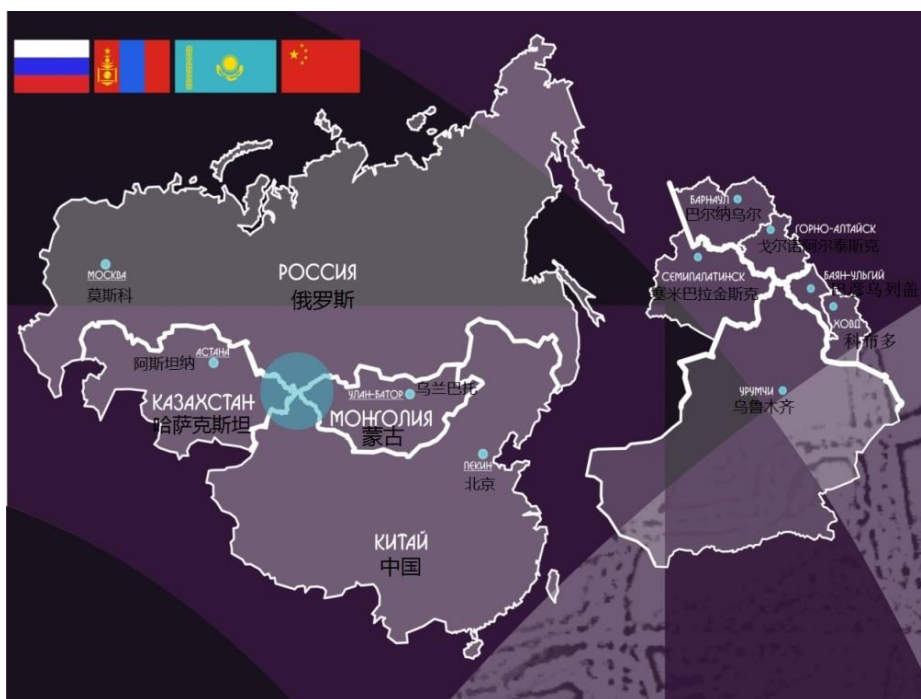 МОСКВА
莫斯科
РОССИЯ
俄罗斯
阿斯坦纳
АСТАНА
КАЗАХСТАН
哈萨克斯坦
УЛАН-БАТОР
乌兰巴托
МОНГОЛИЯ
蒙古
ПЕКИН
北京
КИТАЙ
中国
БАРНАУЛ
巴尔纳乌尔
ГОРНО-АЛТАЙСК
戈尔诺阿尔泰斯克
СЕМИПАЛАТИНСК
塞米巴拉金斯克
БАЯН-УЛЬГИЙ
巴彦乌列盖
ХОВД
科布多
УРУМЧИ
乌鲁木齐